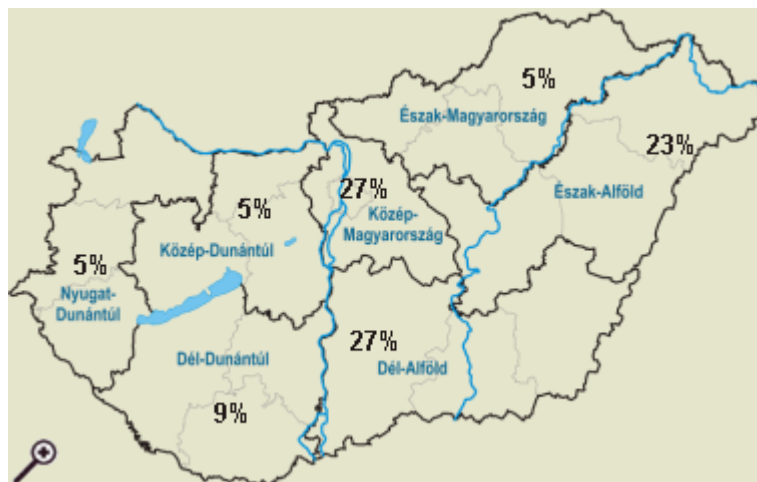 5%
Észak-Magyarország
23%
Észak-Alföld
27%
Közép-
Magyarország
5%
Közép-Dunántúl
5%
Nyugat-
Dunántúl
27%
Dél-Alföld
Dél-Dunántúl
9%